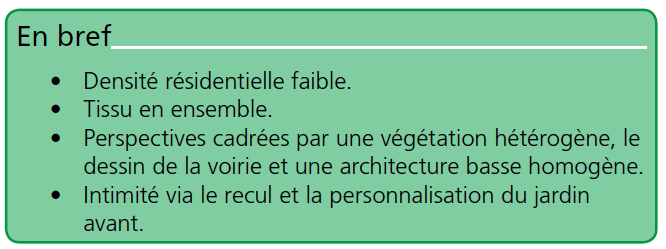 En bref
• Densité résidentielle faible.
• Tissu en ensemble.
• Perspectives cadrées par une végétation hétérogène, le
dessin de la voirie et une architecture basse homogène.
• Intimité via le recul et la personnalisation du jardin
avant.